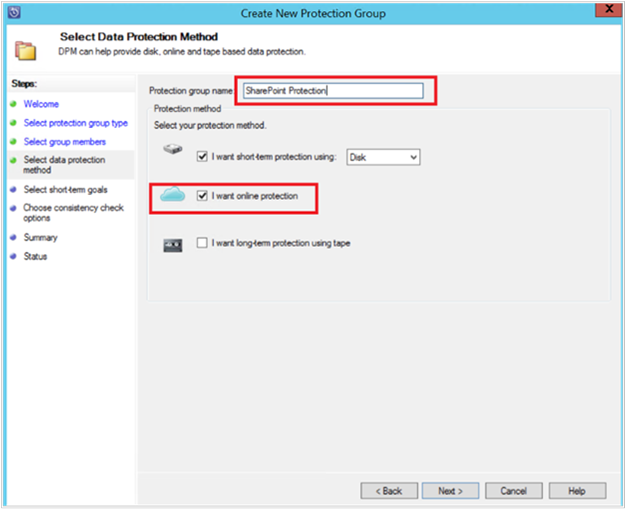 Create New Protection Group
X
Select Data Protection Method
DPM can help provide disk, online and tape based data protection.
Steps:
Welcome
Select protection group type
Select group members
Select data protection
method
Select short-term goals
Choose consistency check
options
Summary
Status
Protection group name:
SharePoint Protection
Protection method
Select your protection method.
I want short-term protection using:
Disk
I want online protection
I want long-term protection using tape
< Back
Next >
Cancel
Help